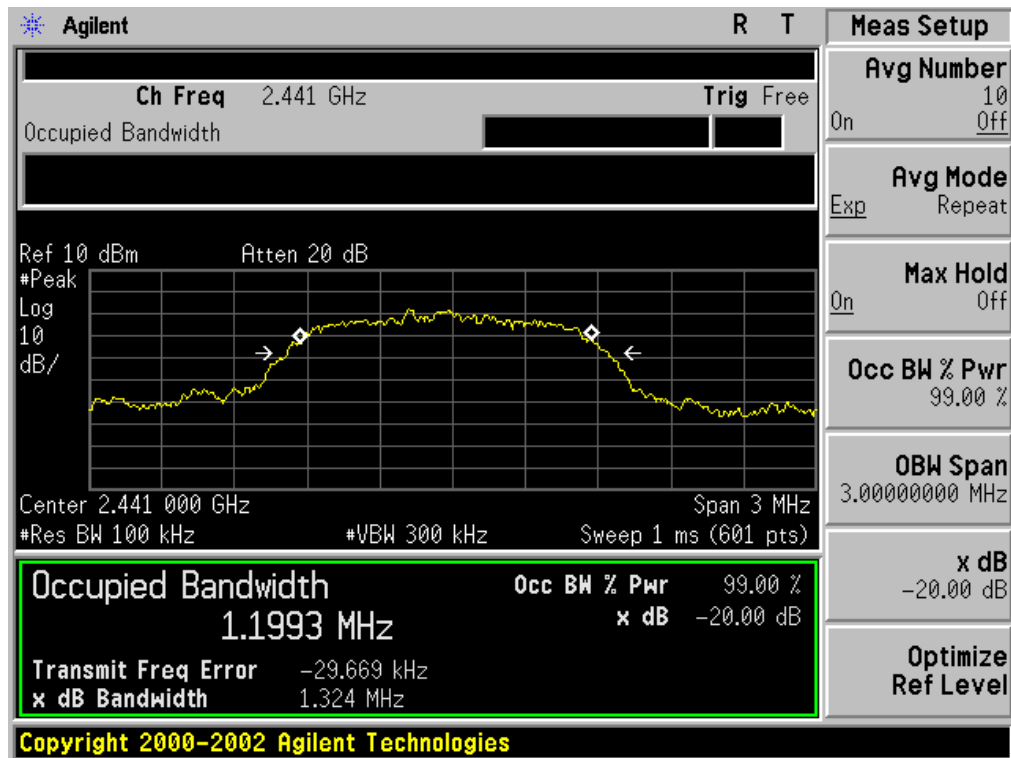 Agilent R T
Ch Freq 2.441 GHz Trig Free
Occupied Bandwidth
Ref 10 dBm Atten 20 dB
#Peak
Log
10
dB/
Center 2.441 000 GHz Span 3 MHz
#Res BW 100 kHz #VBW 300 kHz Sweep 1 ms (601 pts)
Occupied Bandwidth Occ BW % Pwr 99.00 %
1.1993 MHz x dB -20.00 dB
Transmit Freq Error -29.669 kHz
x dB Bandwidth 1.324 MHz
Copyright 2000-2002 Agilent Technologies
Meas Setup
Avg Number
10
On Off
Avg Mode
Exp Repeat
Max Hold
On Off
Occ BW % Pwr
99.00 %
OBW Span
3.00000000 MHz
x dB
-20.00 dB
Optimize
Ref Level